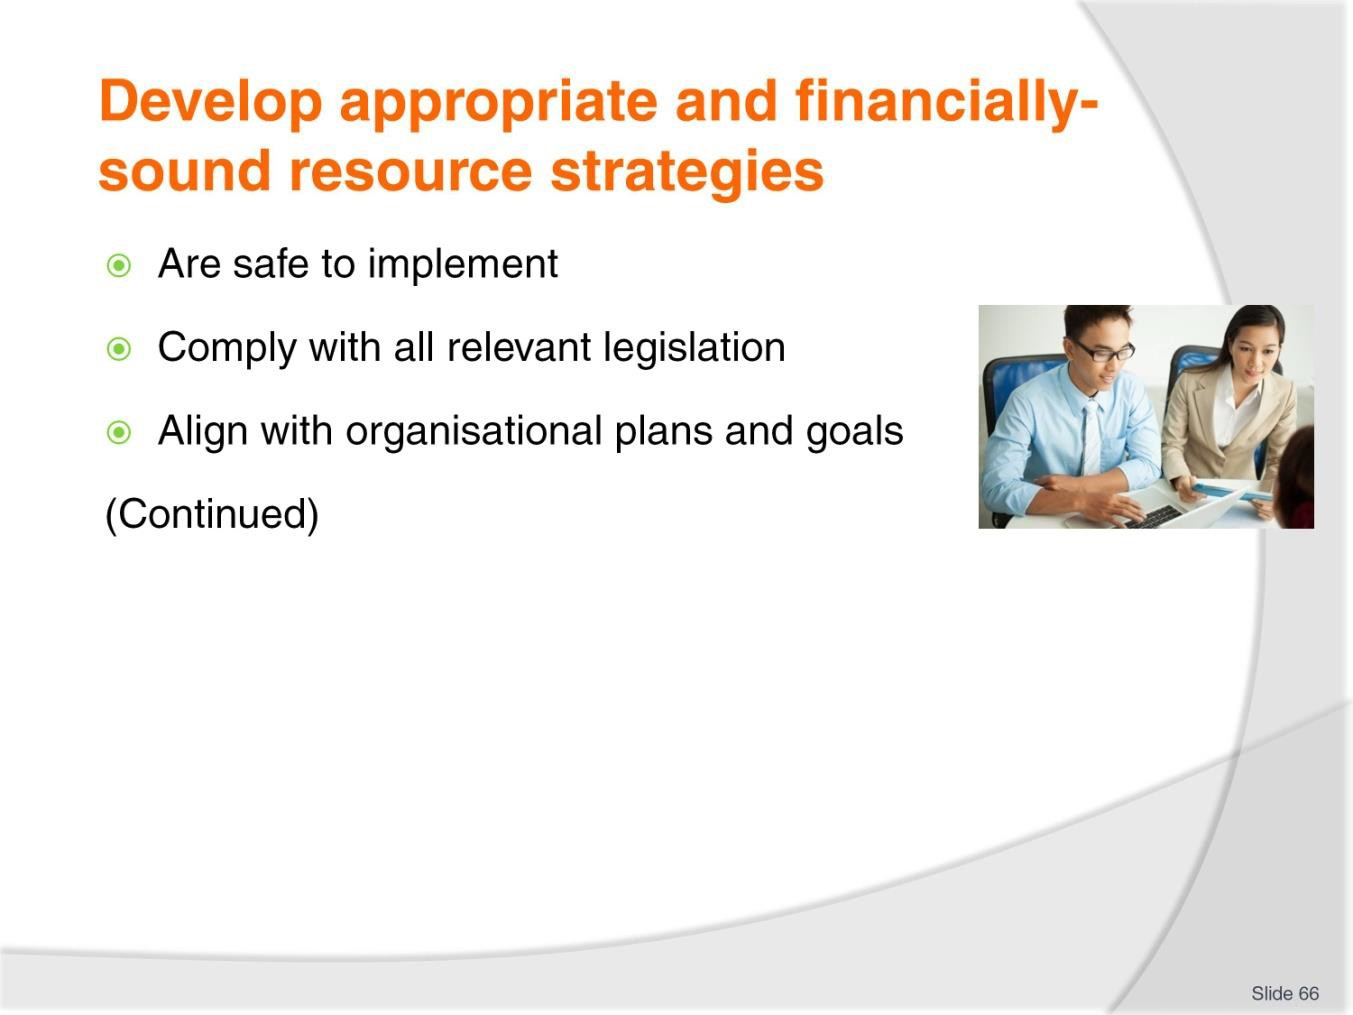 Develop appropriate and financially-
sound resource strategies
Are safe to implement
Comply with all relevant legislation
Align with organisational plans and goals
(Continued)
Slide 66